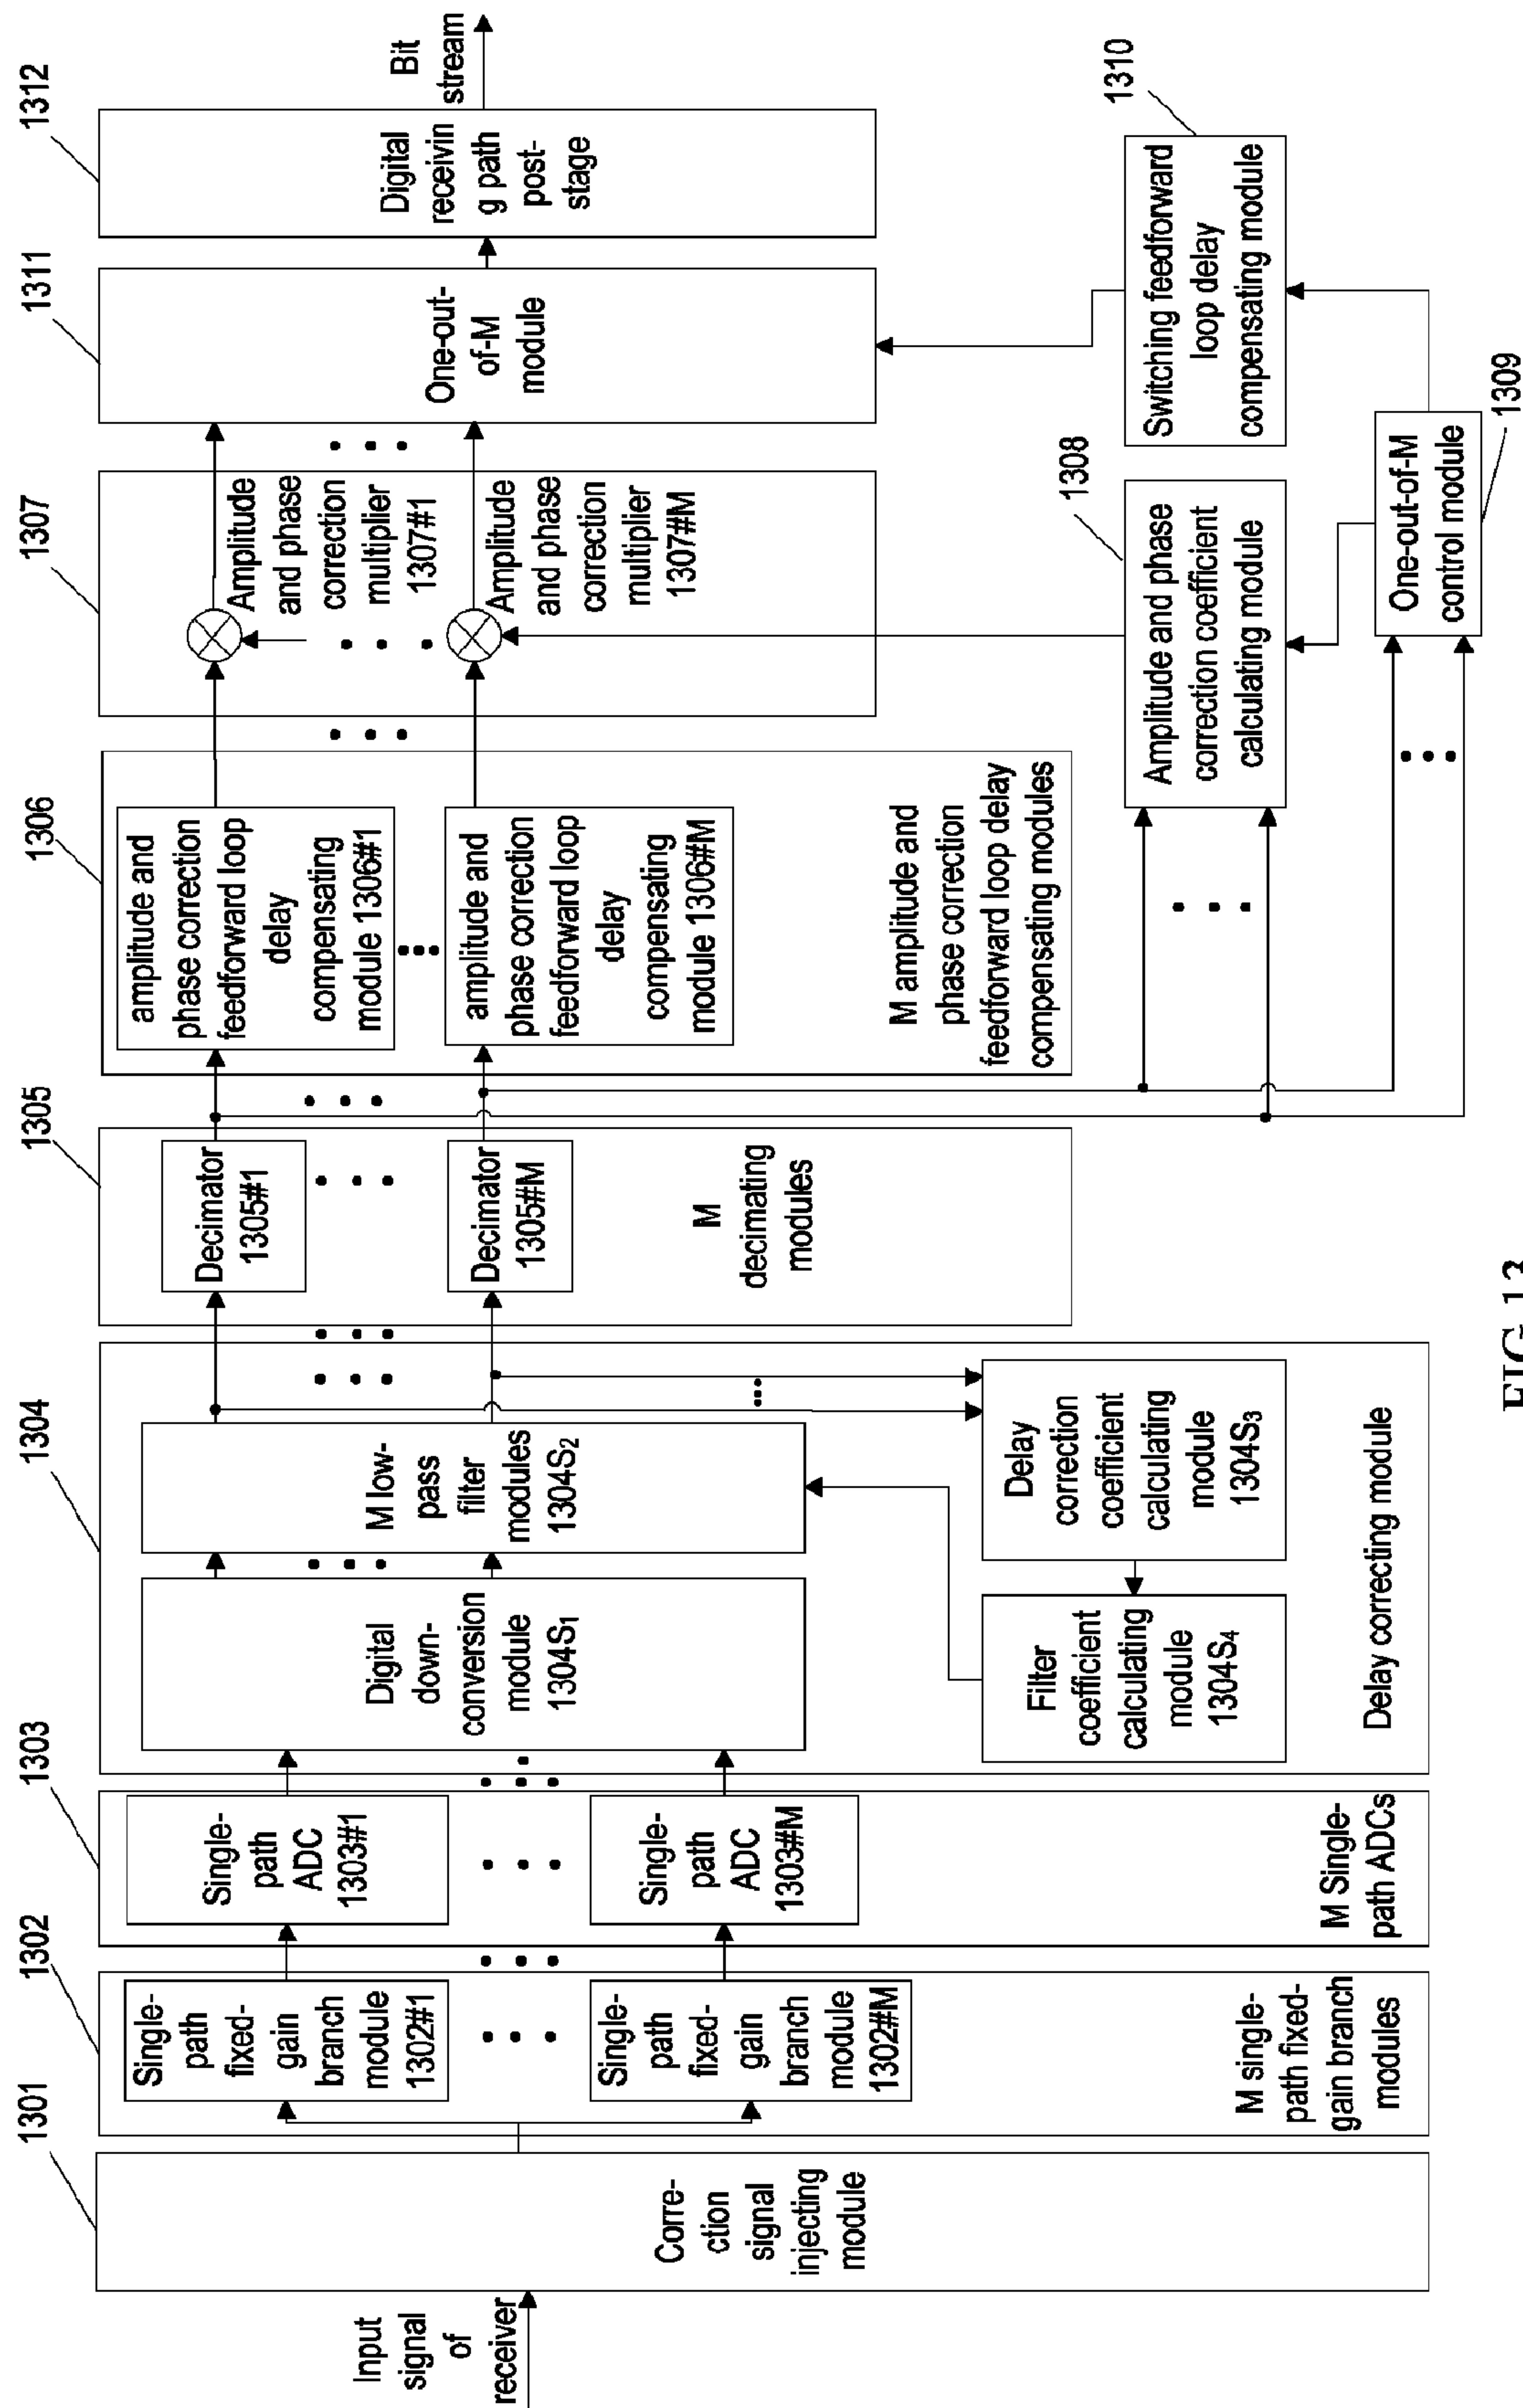 1301
1302
1303
1304
1305
1306
1307
1311
1312
Input
signal
of
receiver
Corre-
ction
signal
injecting
module
Single-
path
fixed-
gain
branch
module
1302#1
Single-
path
fixed-
gain
branch
module
1302#M
M single-
path fixed-
gain branch
modules
Single-
path
ADC
1303#1
Single-
path
ADC
1303#M
M Single-
path ADCs
Digital
down-
conversion
module
1304S1
M low-
pass
filter
modules
1304S2
Filter
coefficient
calculating
module
1304S4
Delay
correction
coefficient
calculating
module
1304S3
Delay correcting module
Decimator
1305#1
Decimator
1305#M
M
decimating
modules
amplitude and
phase correction
feedforward loop
delay
compensating
module 1306#1
amplitude and
phase correction
feedforward loop
delay
compensating
module 1306#M
M amplitude and
phase correction
feedforward loop delay
compensating modules
Amplitude
and phase
correction
multiplier
1307#1
Amplitude
and phase
correction
multiplier
1307#M
1308
Amplitude and phase
correction coefficient
calculating module
One-out-of-M
control module
1309
1310
Switching feedforward
loop delay
compensating module
One-out-
of-M
module
Digital
receivin
g path
post-
stage
Bit
stream
FIG.13